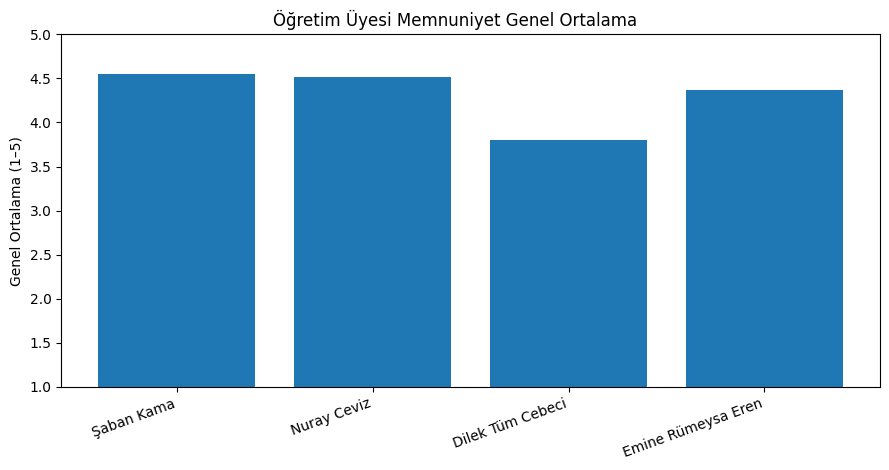 Öğretim Üyesi Memnuniyet Genel Ortalama
Genel Ortalama (1–5)
5.0
4.5
4.0
3.5
3.0
2.5
2.0
1.5
1.0
Şaban Kama
Nuray Ceviz
Dilek Tüm Cebeci
Emine Rümeysa Eren